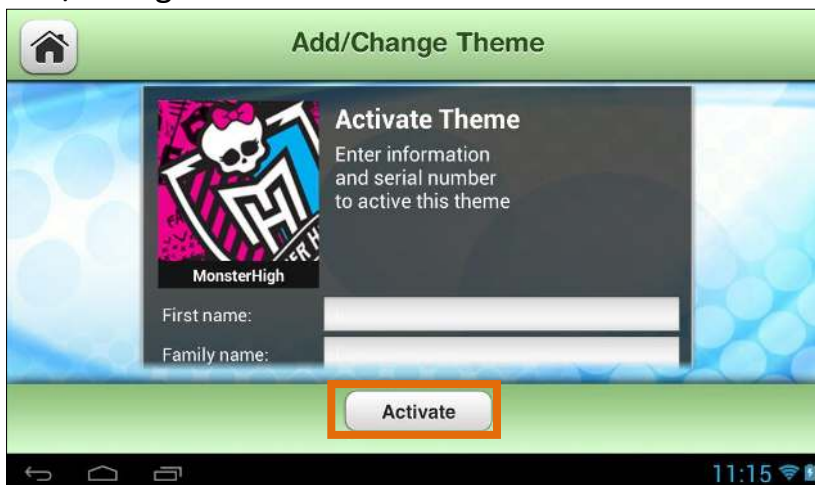 Add/Change Theme
Activate Theme
Enter information
and serial number
to active this theme
MonsterHigh
First name:
Family name:
Activate
11:15